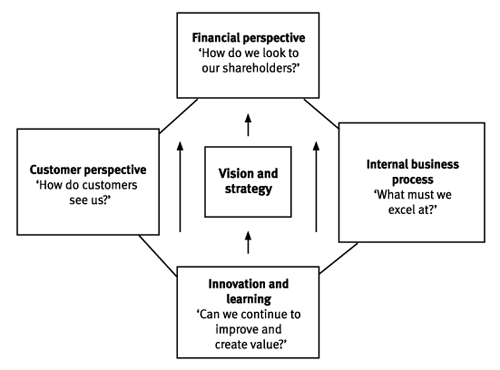 Financial perspective
‘How do we look to
our shareholders?’
Customer perspective
‘How do customers
see us?’
Vision and
strategy
Internal business
process
‘What must we
excel at?’
Innovation and
learning
‘Can we continue to
improve and
create value?’